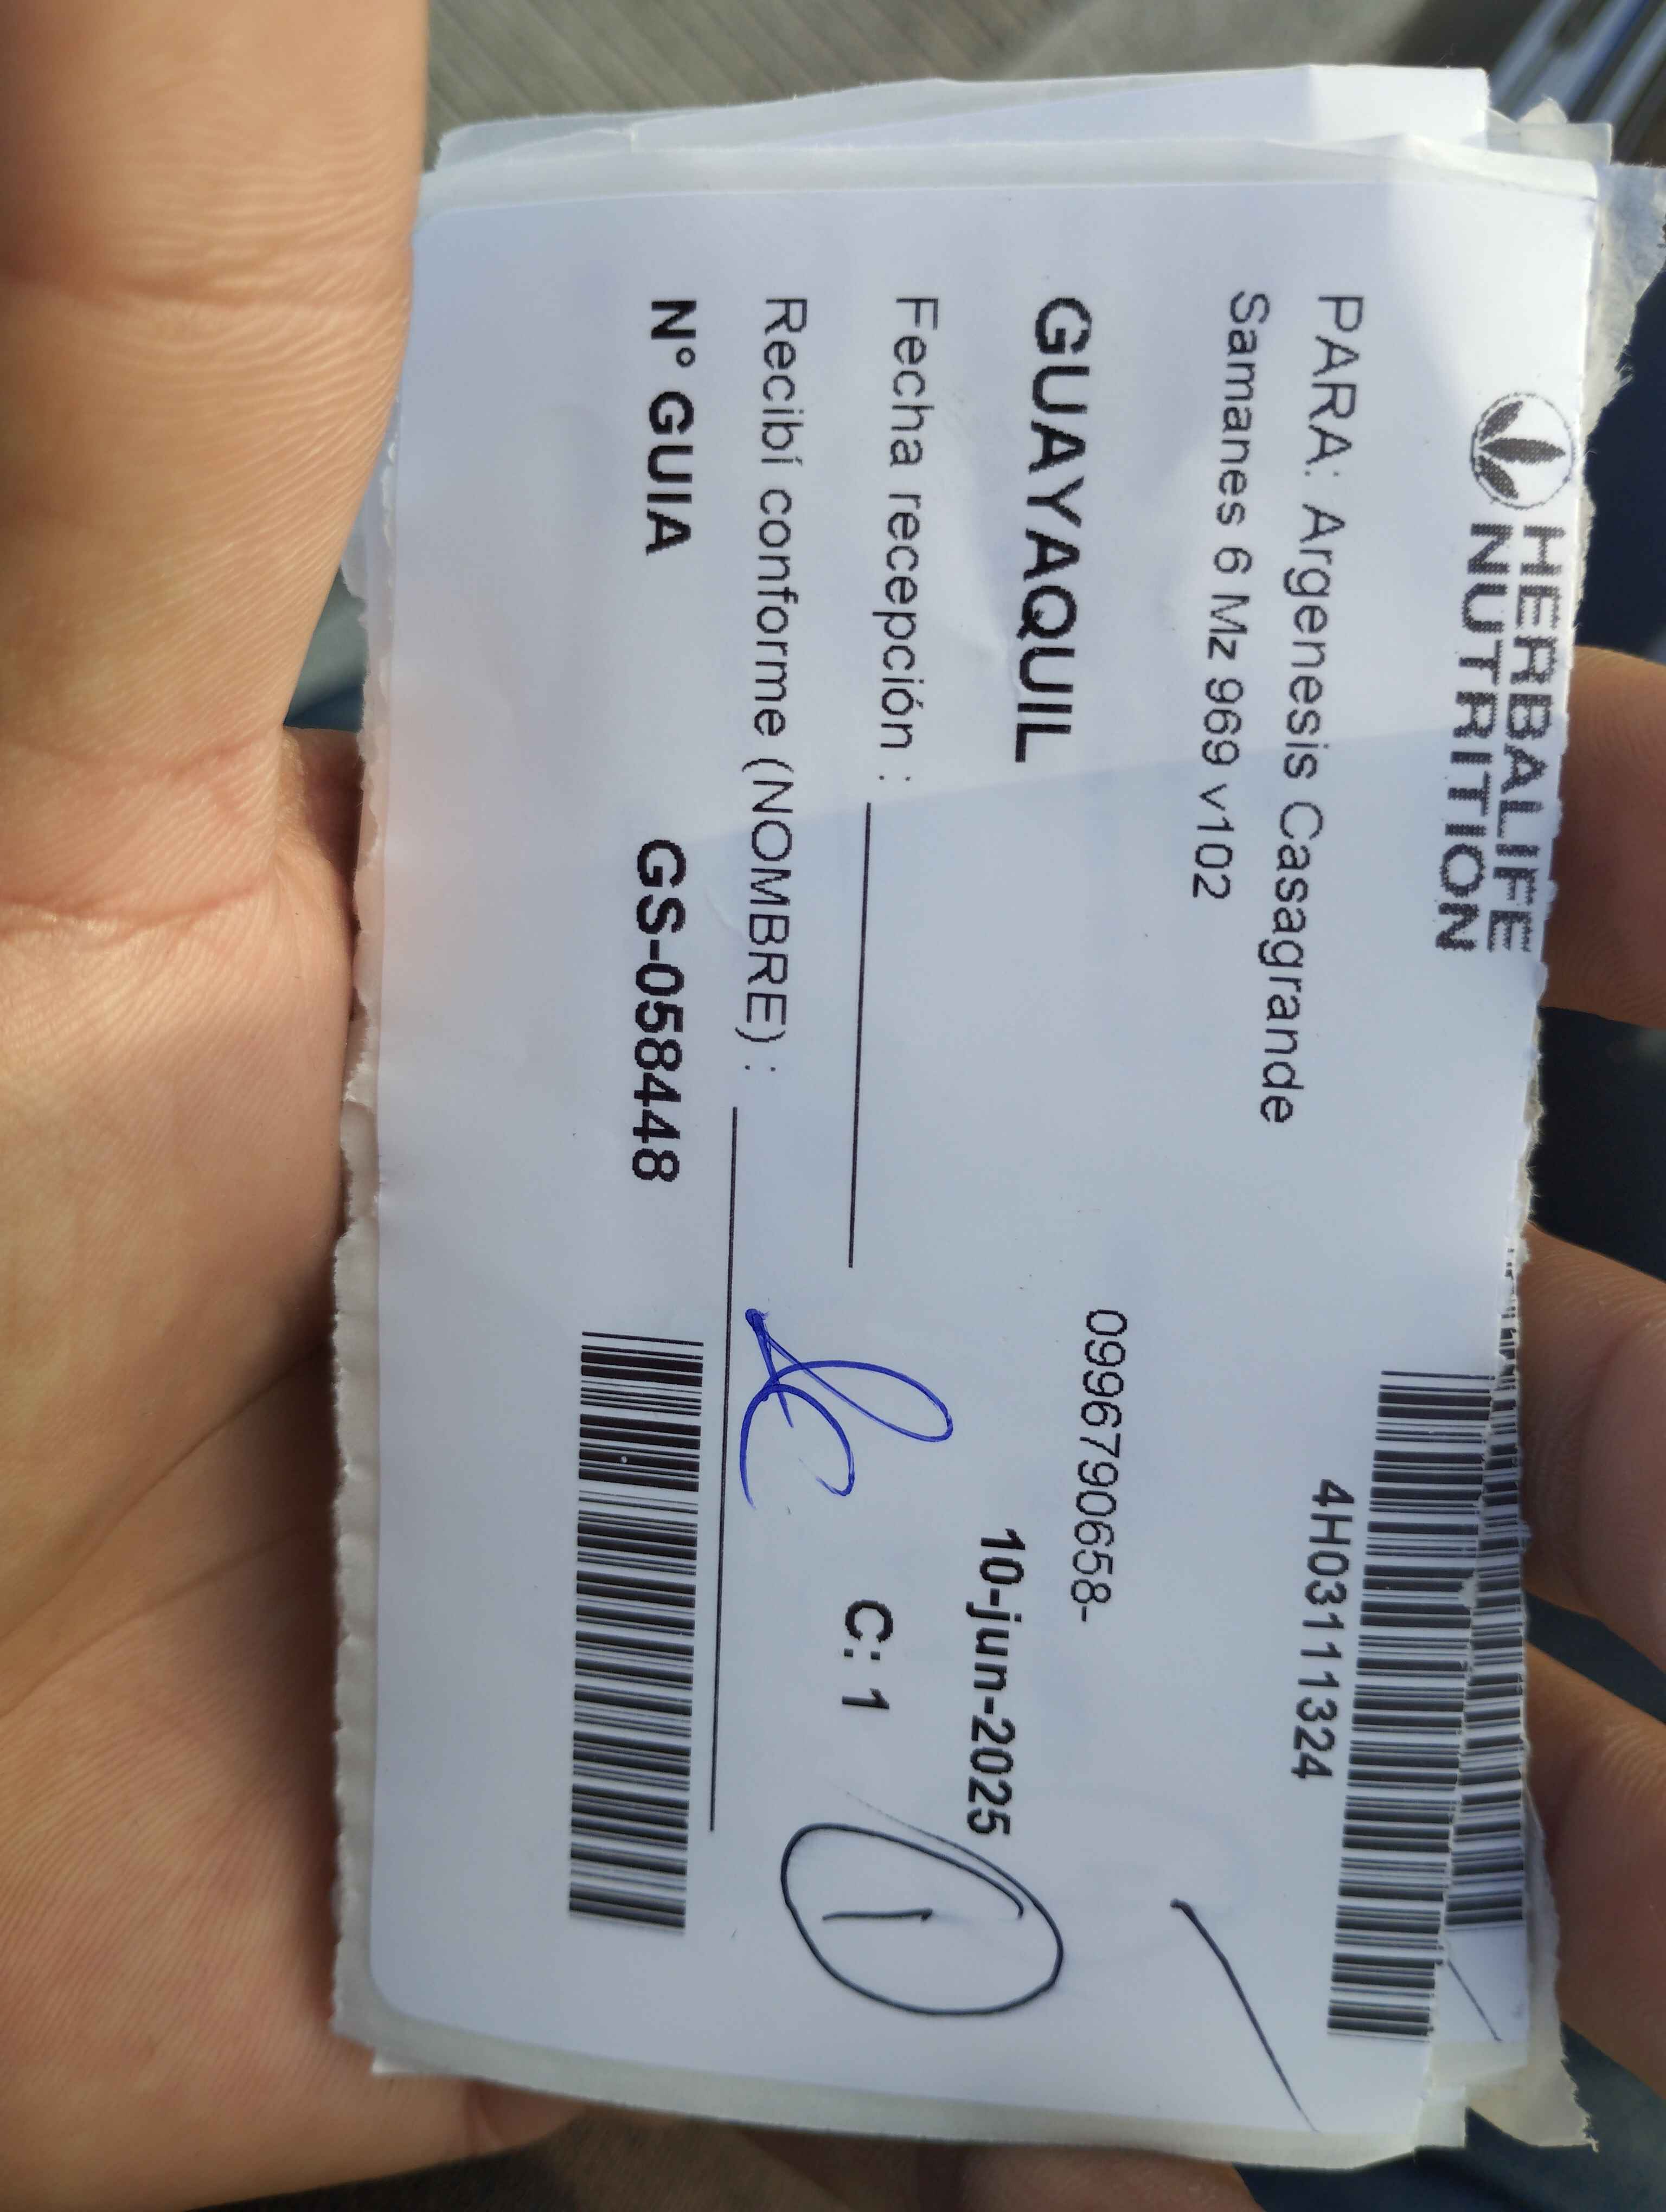 HERBALIFE
NUTRITION
4H03111324
PARA: Argenesis Casagrande
Samanes 6 Mz 969 v102
0996790658-
GUAYAQUIL
10-jun-2025
Fecha recepción :
C: 1
1
Recibí conforme (NOMBRE) :
N° GUIA GS-058448